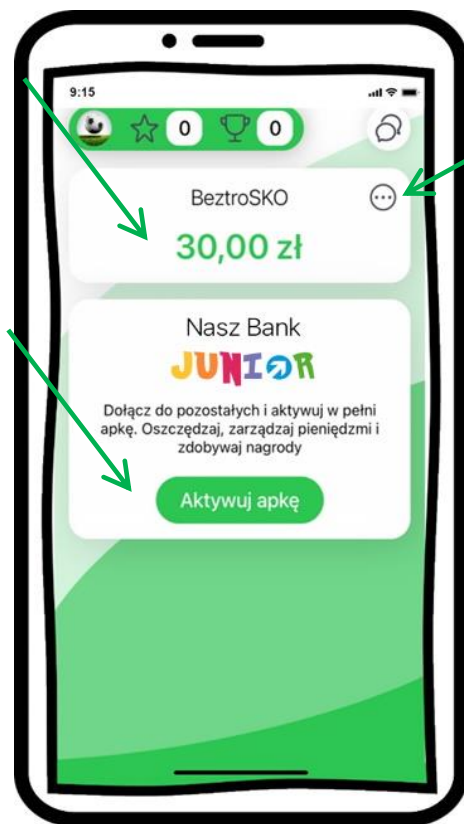 9:15
0 0
BeztroSKO
30,00 zł
Nasz Bank
JUNIOR
Dołącz do pozostałych i aktywuj w pełni
apkę. Oszczędzaj, zarządzaj pieniędzmi i
zdobywaj nagrody
Aktywuj apkę